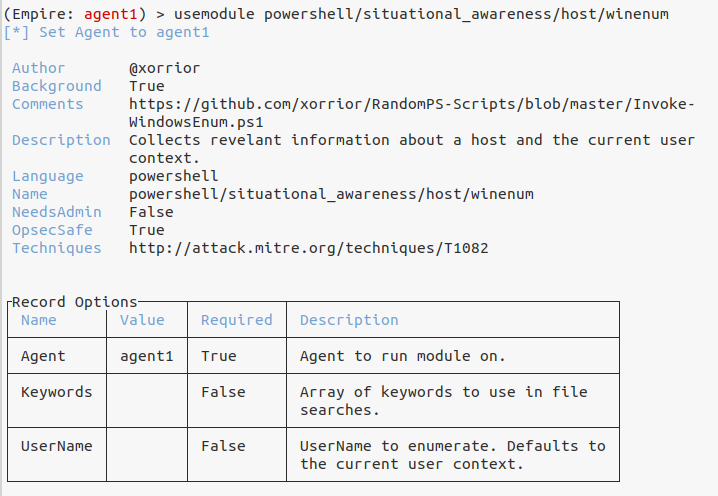 (Empire: agent1) > usemodule powershell/situational_awareness/host/winenum
[*] Set Agent to agent1
Author @xorrior
Background True
Comments https://github.com/xorrior/RandomPS-Scripts/blob/master/Invoke-
WindowsEnum.ps1
Description Collects revelant information about a host and the current user
context.
Language powershell
Name powershell/situational_awareness/host/winenum
NeedsAdmin False
OpsecSafe True
Techniques http://attack.mitre.org/techniques/T1082
Record Options
Name Value Required Description
Agent agent1 True Agent to run module on.
Keywords False Array of keywords to use in file
searches.
UserName False UserName to enumerate. Defaults to
the current user context.